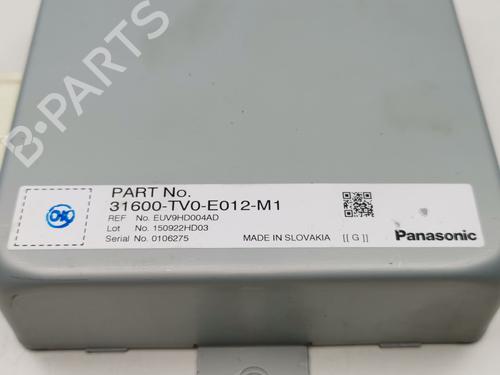 B-PARTS
OK
PART No.
31600-TV0-E012-M1
REF No. EUV9HD004AD
Lot No. 150922HD03
Serial No. 0106275 MADE IN SLOVAKIA [[ G ]] Panasonic